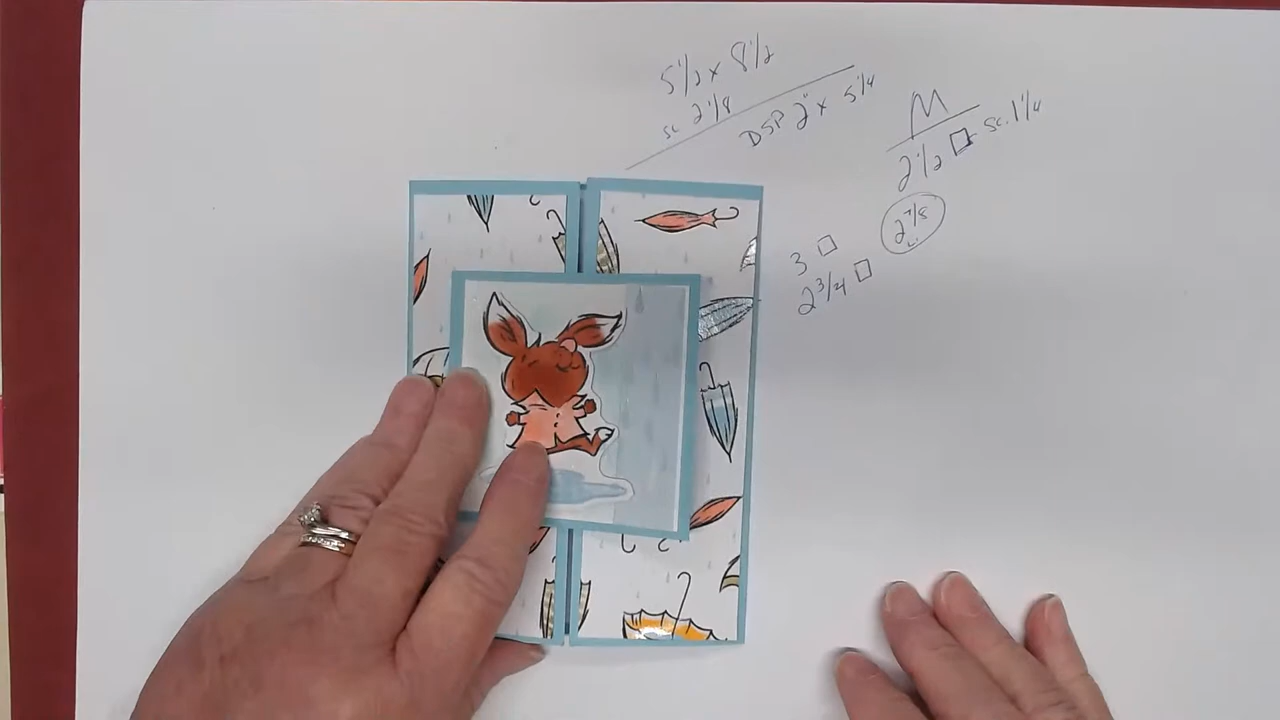 5 1/2 x 8 1/2
sc 2 1/8
DSP 2" x 5 1/4
M
2 1/2 □ sc. 1 1/4
2 7/8
3 □
2 3/4 □